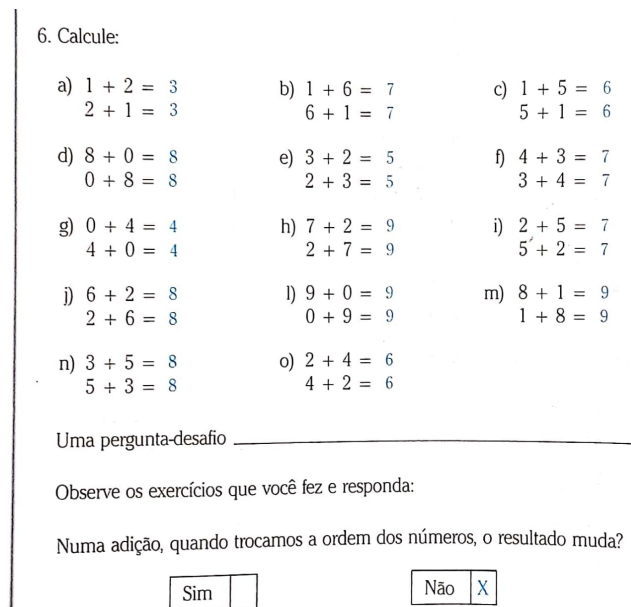 6. Calcule:
a) 1 + 2 = 3 b) 1 + 6 = 7 c) 1 + 5 = 6
2 + 1 = 3 6 + 1 = 7 5 + 1 = 6
d) 8 + 0 = 8 e) 3 + 2 = 5 f) 4 + 3 = 7
0 + 8 = 8 2 + 3 = 5 3 + 4 = 7
g) 0 + 4 = 4 h) 7 + 2 = 9 i) 2 + 5 = 7
4 + 0 = 4 2 + 7 = 9 5 + 2 = 7
j) 6 + 2 = 8 l) 9 + 0 = 9 m) 8 + 1 = 9
2 + 6 = 8 0 + 9 = 9 1 + 8 = 9
n) 3 + 5 = 8 o) 2 + 4 = 6
5 + 3 = 8 4 + 2 = 6
Uma pergunta-desafio
Observe os exercícios que você fez e responda:
Numa adição, quando trocamos a ordem dos números, o resultado muda?
Sim Não X